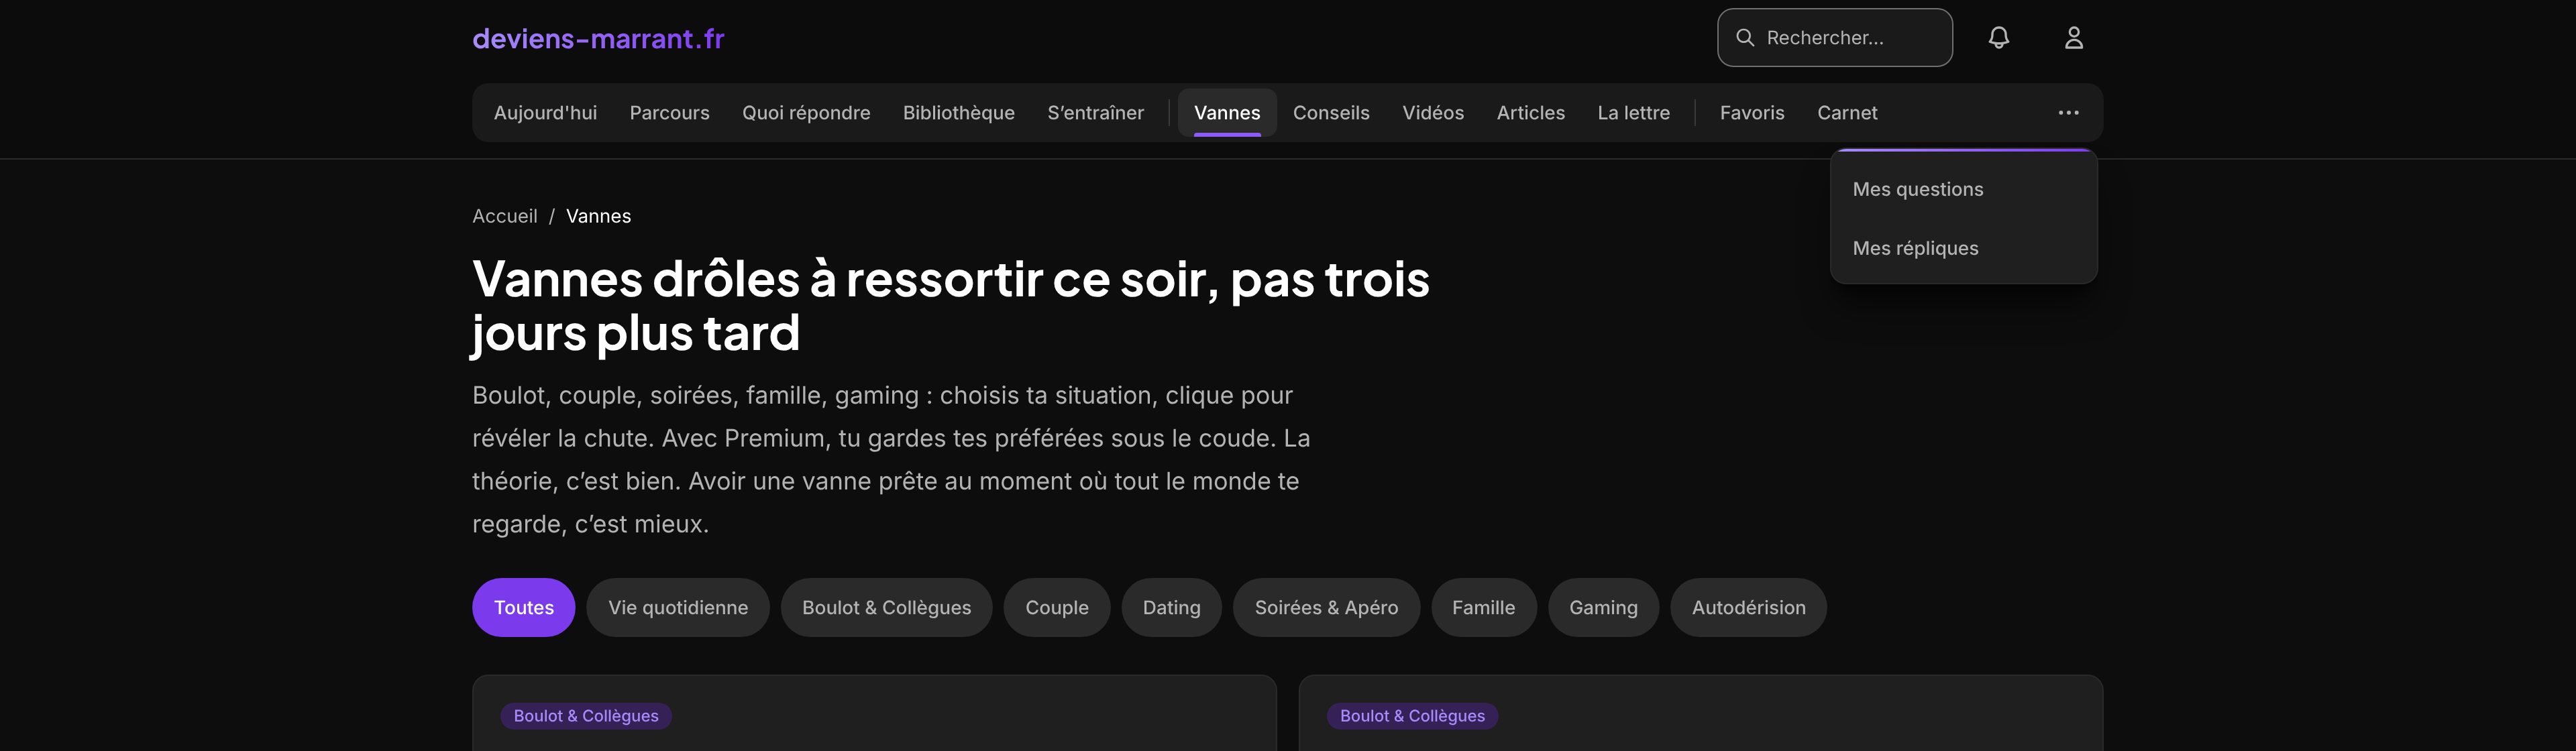 deviens-marrant.fr
Rechercher...
Aujourd'hui Parcours Quoi répondre Bibliothèque S’entraîner Vannes Conseils Vidéos Articles La lettre Favoris Carnet ...
Mes questions
Mes répliques
Accueil / Vannes
Vannes drôles à ressortir ce soir, pas trois
jours plus tard
Boulot, couple, soirées, famille, gaming : choisis ta situation, clique pour
révéler la chute. Avec Premium, tu gardes tes préférées sous le coude. La
théorie, c’est bien. Avoir une vanne prête au moment où tout le monde te
regarde, c’est mieux.
Toutes Vie quotidienne Boulot & Collègues Couple Dating Soirées & Apéro Famille Gaming Autodérision
Boulot & Collègues Boulot & Collègues